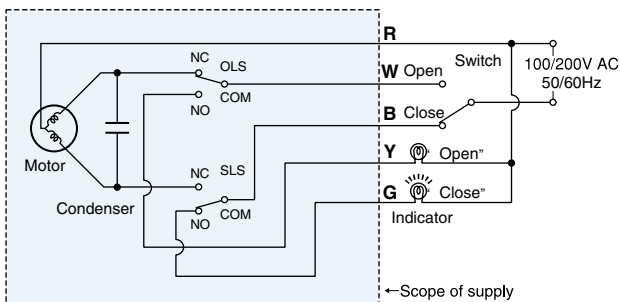 R
NC
OLS
Switch
100/200V AC
50/60Hz
W Open
NO
COM
B Close
Y
Open”
Motor
NC
SLS
Condenser
G
Close”
NO
COM
Indicator
←Scope of supply